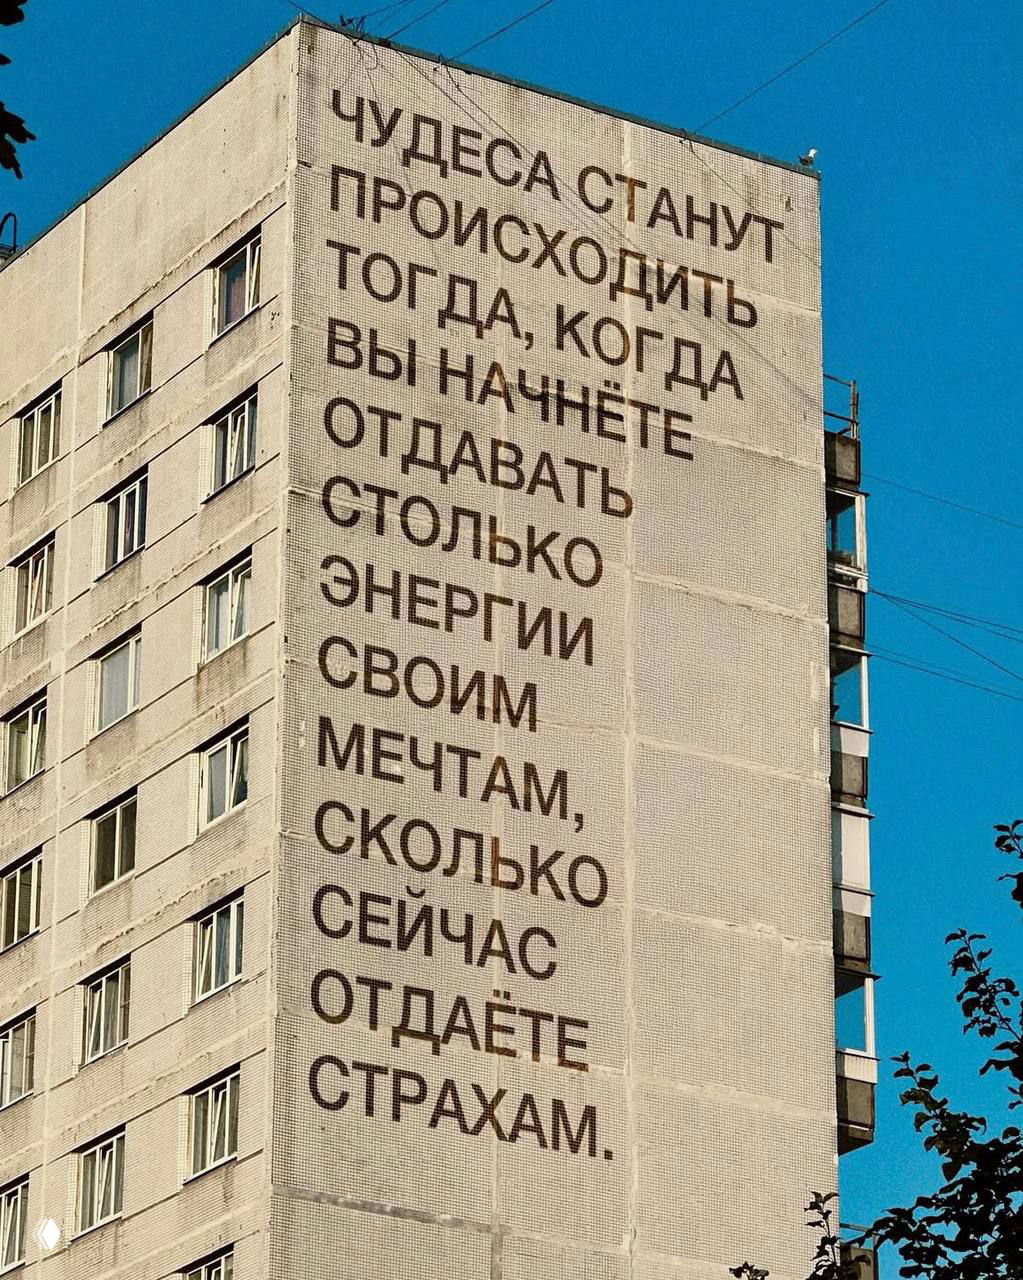 ЧУДЕСА СТАНУТ
ПРОИСХОДИТЬ
ТОГДА, КОГДА
ВЫ НАЧНЁТЕ
ОТДАВАТЬ
СТОЛЬКО
ЭНЕРГИИ
СВОИМ
МЕЧТАМ,
СКОЛЬКО
СЕЙЧАС
ОТДАЁТЕ
СТРАХАМ.